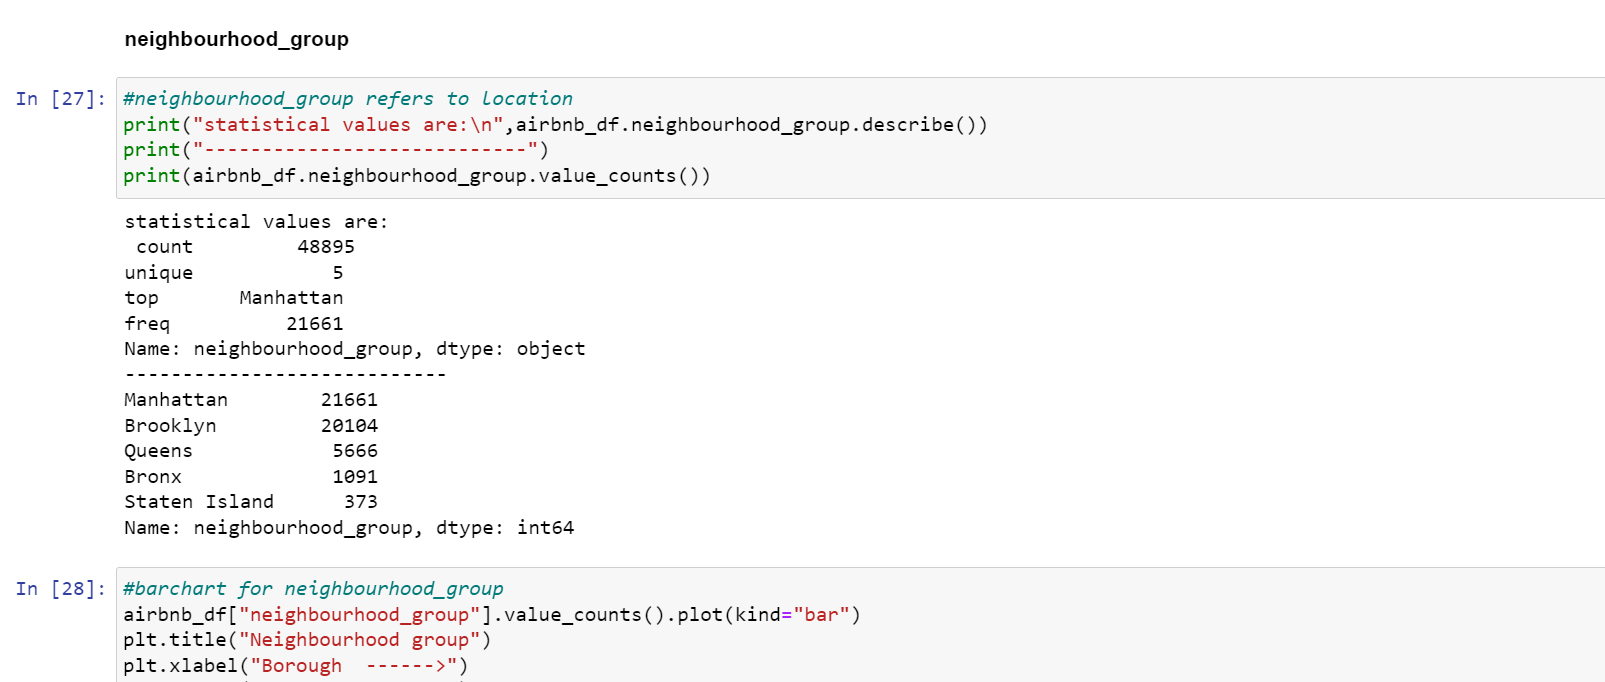 neighbourhood_group
In [27]: #neighbourhood_group refers to location
print("statistical values are:\n",airbnb_df.neighbourhood_group.describe())
print("----------------------------")
print(airbnb_df.neighbourhood_group.value_counts())
statistical values are:
 count         48895
unique            5
top       Manhattan
freq          21661
Name: neighbourhood_group, dtype: object
----------------------------
Manhattan        21661
Brooklyn         20104
Queens            5666
Bronx             1091
Staten Island      373
Name: neighbourhood_group, dtype: int64
In [28]: #barchart for neighbourhood_group
airbnb_df["neighbourhood_group"].value_counts().plot(kind="bar")
plt.title("Neighbourhood group")
plt.xlabel("Borough  ------>")